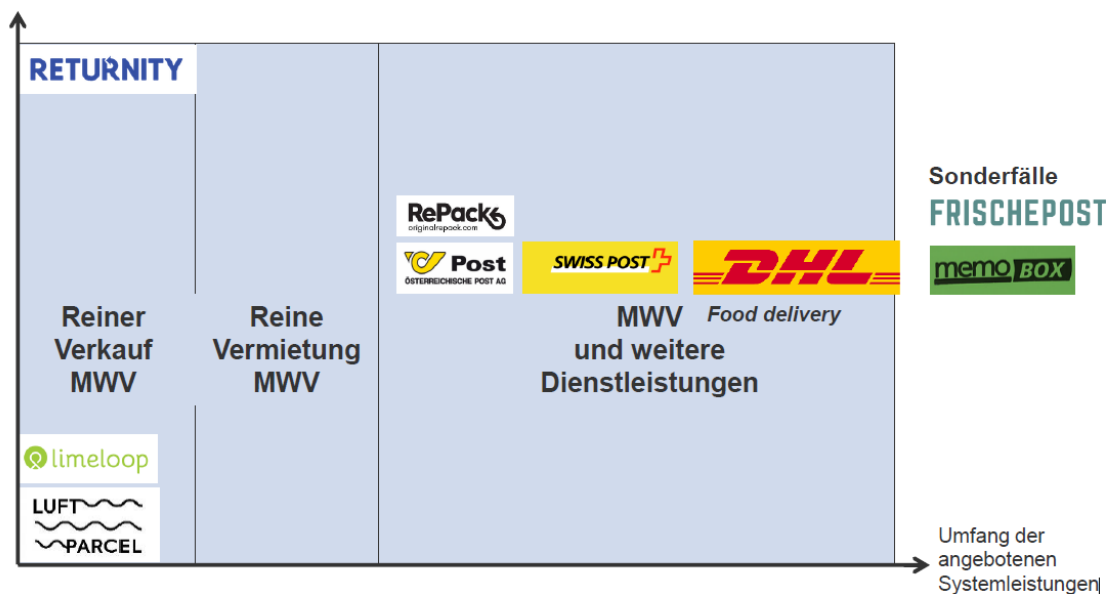 RETURNITY
Sonderfälle
FRISCHEPOST
RePack
originalrepack.com
Post
ÖSTERREICHISCHE POST AG
SWISS POST
DHL
memo BOX
Reiner
Verkauf
MWV
Reine
Vermietung
MWV
MWV
und weitere
Dienstleistungen
Food delivery
limeloop
LUFT
PARCEL
Umfang der
angebotenen
Systemleistungen